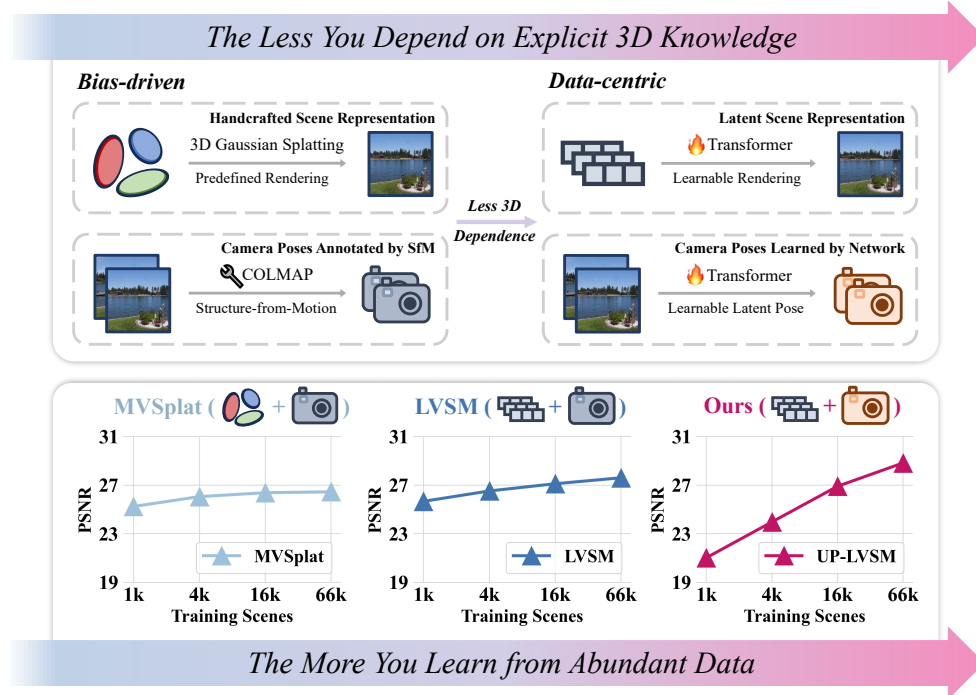 The Less You Depend on Explicit 3D Knowledge
Bias-driven
Handcrafted Scene Representation
3D Gaussian Splatting
Predefined Rendering
Camera Poses Annotated by SfM
COLMAP
Structure-from-Motion
Less 3D
Dependence
Data-centric
Latent Scene Representation
Transformer
Learnable Rendering
Camera Poses Learned by Network
Transformer
Learnable Latent Pose
MVSplat ( + )
31
27
23
19
PSNR
MVSplat
1k 4k 16k 66k
Training Scenes
LVSM ( + )
31
27
23
19
PSNR
LVSM
1k 4k 16k 66k
Training Scenes
Ours ( + )
31
27
23
19
PSNR
UP-LVSM
1k 4k 16k 66k
Training Scenes
The More You Learn from Abundant Data